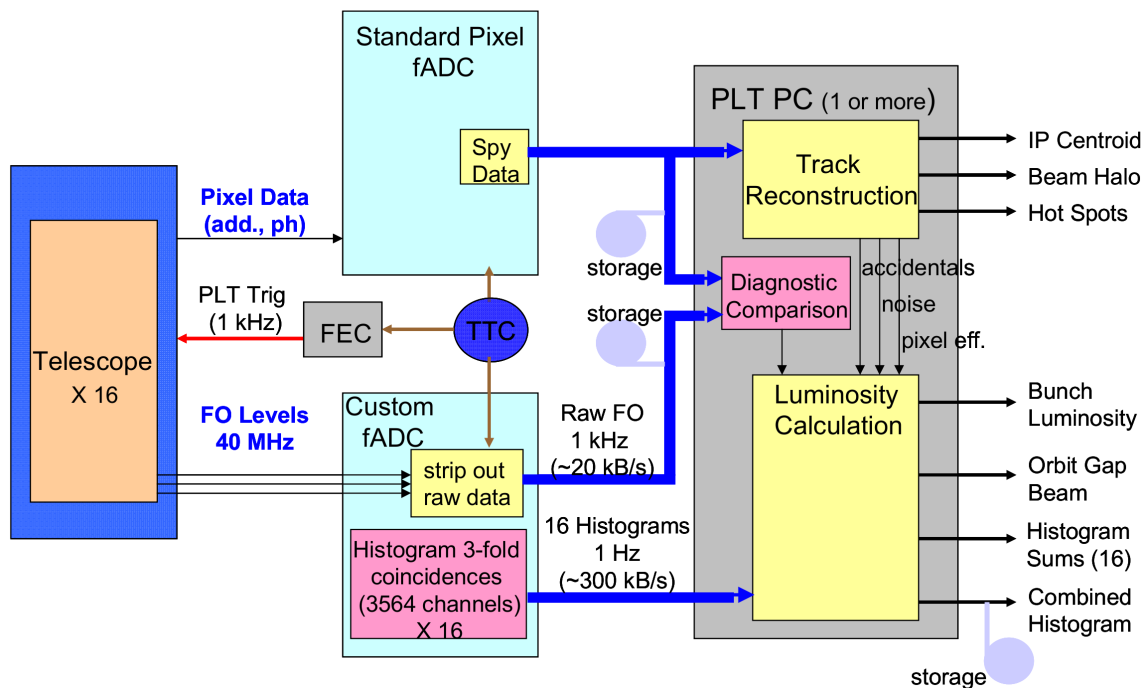 Standard Pixel
fADC
Spy
Data
Pixel Data
(add., ph)
PLT Trig
(1 kHz)
FEC
TTC
Telescope
X 16
FO Levels
40 MHz
Custom
fADC
strip out
raw data
Histogram 3-fold
coincidences
(3564 channels)
X 16
Raw FO
1 kHz
(~20 kB/s)
16 Histograms
1 Hz
(~300 kB/s)
storage
storage
PLT PC (1 or more)
Track
Reconstruction
Diagnostic
Comparison
accidentals
noise
pixel eff.
Luminosity
Calculation
IP Centroid
Beam Halo
Hot Spots
Bunch
Luminosity
Orbit Gap
Beam
Histogram
Sums (16)
Combined
Histogram
storage